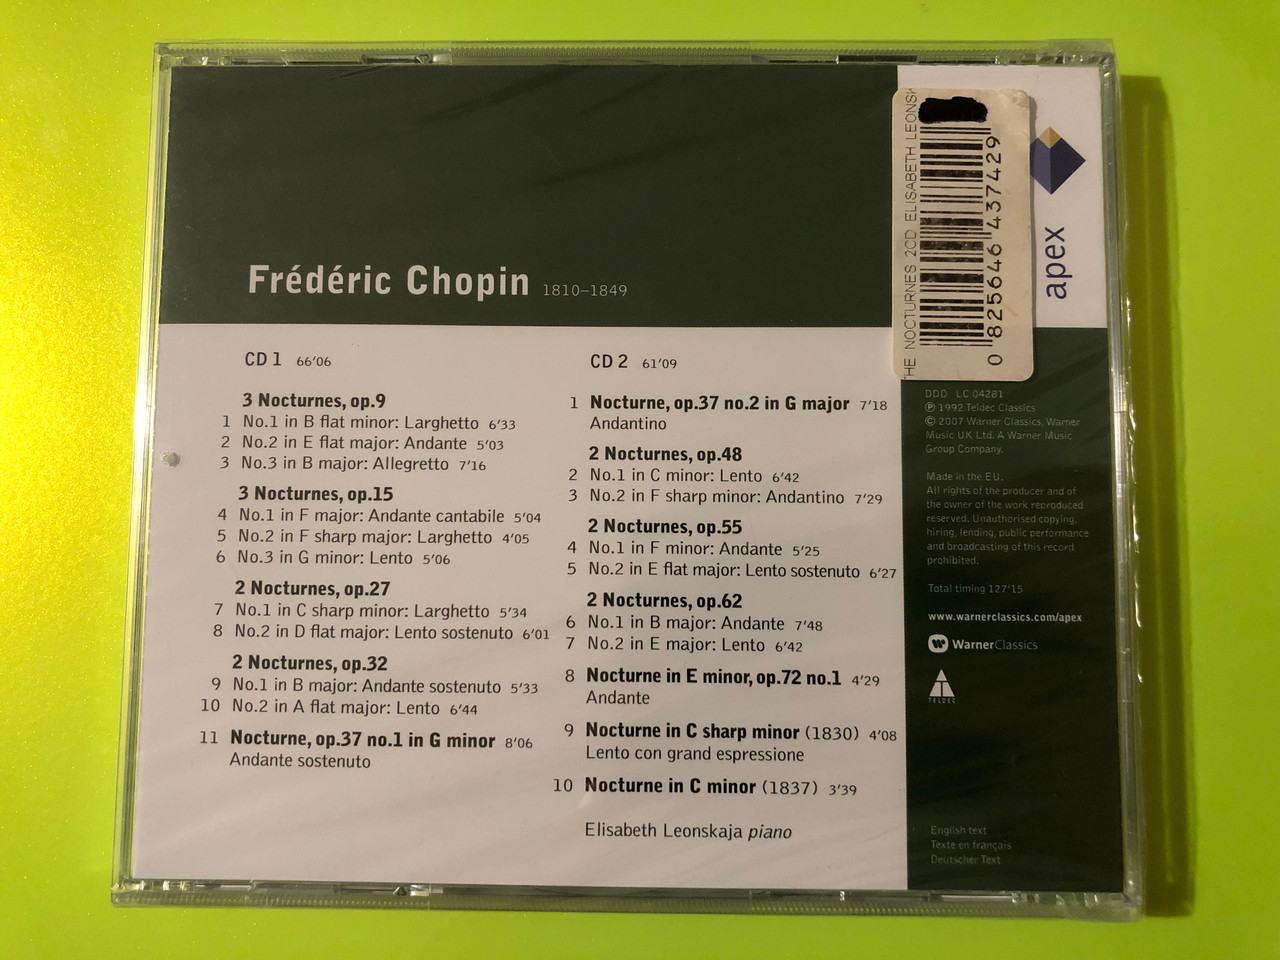 Frédéric Chopin 1810–1849
CD 1 66'06
3 Nocturnes, op.9
1 No.1 in B flat minor: Larghetto 6'33
2 No.2 in E flat major: Andante 5'03
3 No.3 in B major: Allegretto 7'16
3 Nocturnes, op.15
4 No.1 in F major: Andante cantabile 5'04
5 No.2 in F sharp major: Larghetto 4'05
6 No.3 in G minor: Lento 5'06
2 Nocturnes, op.27
7 No.1 in C sharp minor: Larghetto 5'34
8 No.2 in D flat major: Lento sostenuto 6'01
2 Nocturnes, op.32
9 No.1 in B major: Andante sostenuto 5'33
10 No.2 in A flat major: Lento 6'44
11 Nocturne, op.37 no.1 in G minor 8'06
Andante sostenuto
CD 2 61'09
1 Nocturne, op.37 no.2 in G major 7'18
Andantino
2 Nocturnes, op.48
2 No.1 in C minor: Lento 6'42
3 No.2 in F sharp minor: Andantino 7'29
2 Nocturnes, op.55
4 No.1 in F minor: Andante 5'25
5 No.2 in E flat major: Lento sostenuto 6'27
2 Nocturnes, op.62
6 No.1 in B major: Andante 7'48
7 No.2 in E major: Lento 6'42
8 Nocturne in E minor, op.72 no.1 4'29
Andante
9 Nocturne in C sharp minor (1830) 4'08
Lento con grand espressione
10 Nocturne in C minor (1837) 3'39
Elisabeth Leonskaja piano
HE NOCTURNES 2CD ELISABETH LEONSK
0 825646 437429
apex
DDD LC 04281
℗ 1992 Teldec Classics
© 2007 Warner Classics, Warner
Music UK Ltd. A Warner Music
Group Company.
Made in the EU.
All rights of the producer and of
the owner of the work reproduced
reserved. Unauthorised copying,
hiring, lending, public performance
and broadcasting of this record
prohibited.
Total timing 127'15
www.warnerclassics.com/apex
WarnerClassics
TELDEC
English text
Texte en français
Deutscher Text